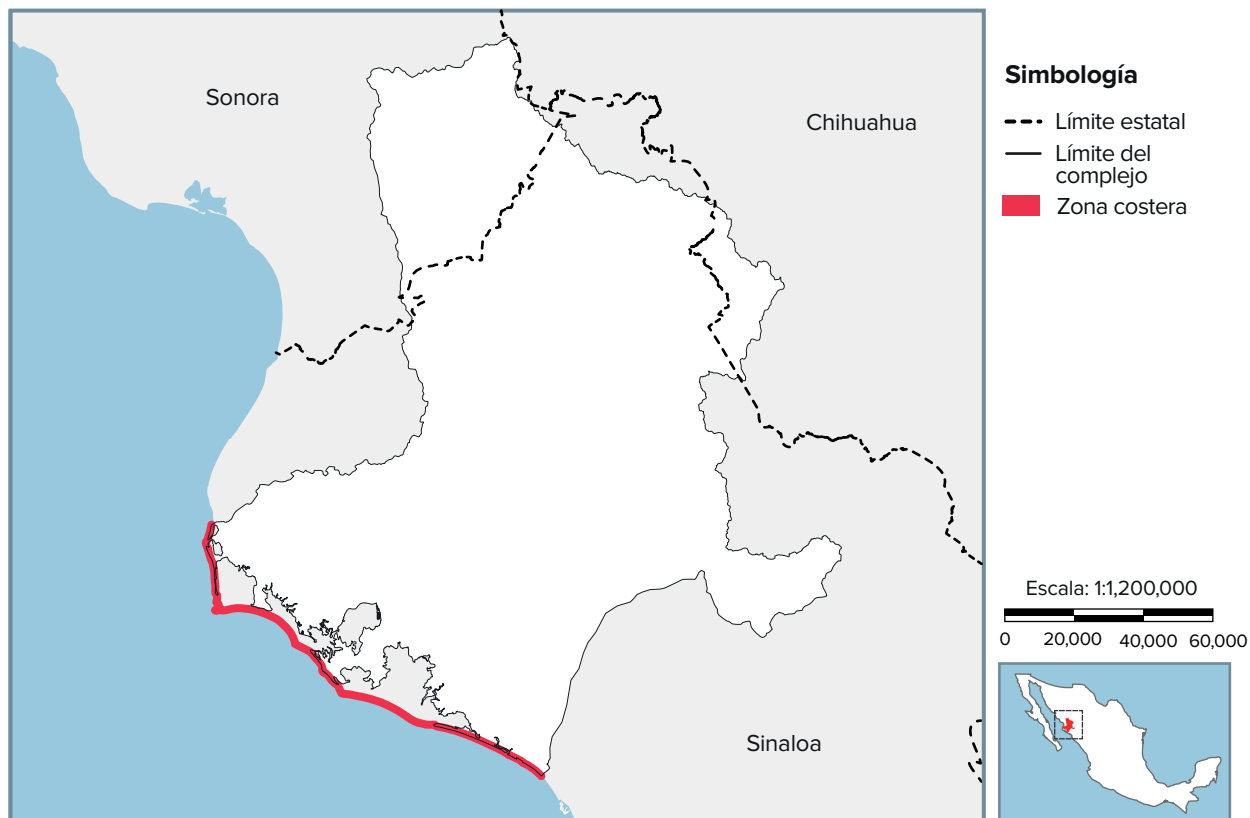 Sonora
Chihuahua
Sinaloa
Simbología
Límite estatal
Límite del
complejo
Zona costera
Escala: 1:1,200,000
0 20,000 40,000 60,000